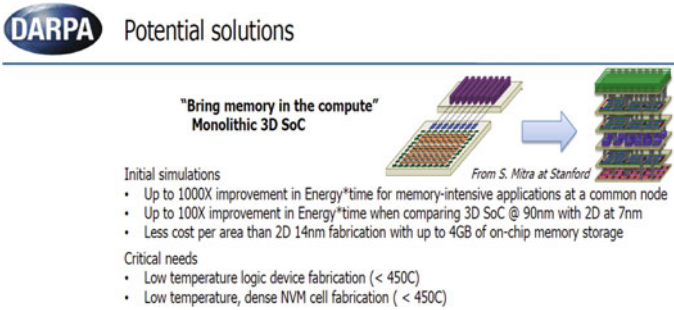 DARPA
Potential solutions
“Bring memory in the compute”
Monolithic 3D SoC
From S. Mitra at Stanford
Initial simulations
• Up to 1000X improvement in Energy*time for memory-intensive applications at a common node
• Up to 100X improvement in Energy*time when comparing 3D SoC @ 90nm with 2D at 7nm
• Less cost per area than 2D 14nm fabrication with up to 4GB of on-chip memory storage
Critical needs
• Low temperature logic device fabrication (< 450C)
• Low temperature, dense NVM cell fabrication ( < 450C)